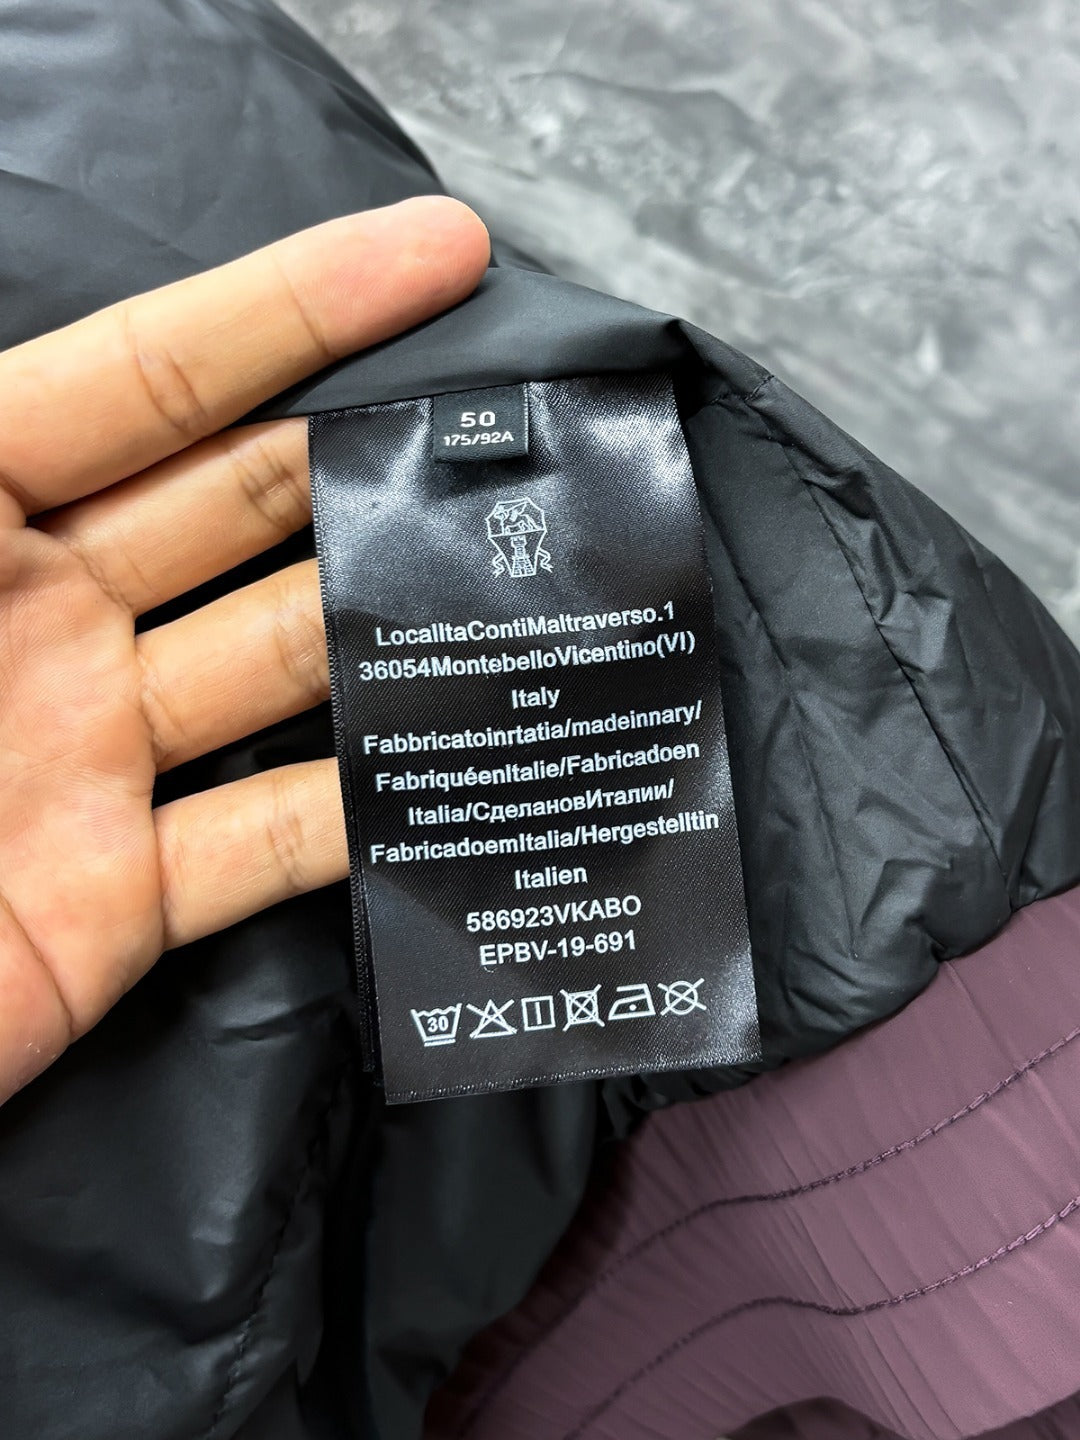 50
175/92A
LocalltaContiMaltraverso.1
36054MontebelloVicentino(VI)
Italy
Fabbricatoinrtatia/madeinnary/
FabriquéenItalie/Fabricadoen
Italia/СделановИталии/
FabricadoemItalia/Hergestelltin
Italien
586923VKABO
EPBV-19-691
30